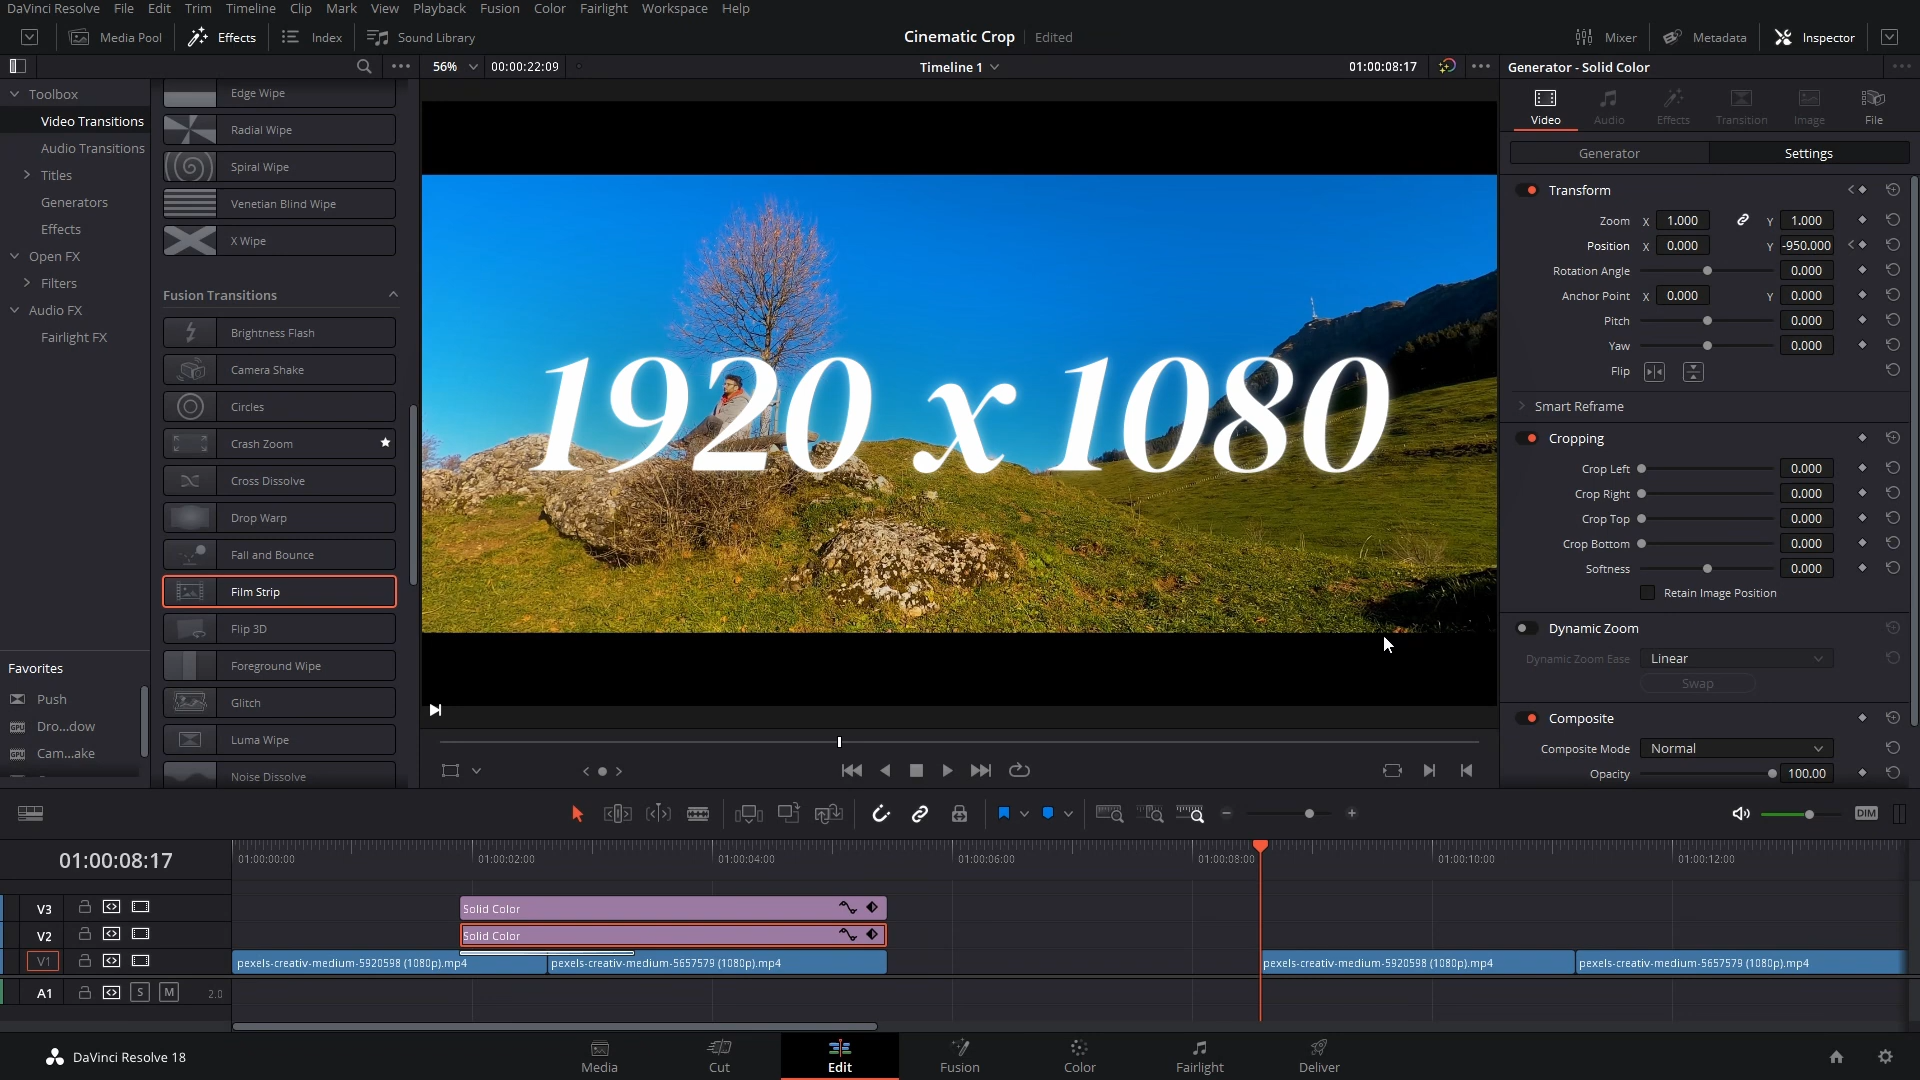 DaVinci Resolve File Edit Trim Timeline Clip Mark View Playback Fusion Color Fairlight Workspace Help
Media Pool Effects Index Sound Library Cinematic Crop Edited Mixer Metadata Inspector
56% 00:00:22:09 Timeline 1 01:00:08:17 Generator - Solid Color
Toolbox
Video Transitions
Audio Transitions
Titles
Generators
Effects
Open FX
Filters
Audio FX
Fairlight FX
Favorites
Push
Dro...dow
Cam...ake
Edge Wipe
Radial Wipe
Spiral Wipe
Venetian Blind Wipe
X Wipe
Fusion Transitions
Brightness Flash
Camera Shake
Circles
Crash Zoom
Cross Dissolve
Drop Warp
Fall and Bounce
Film Strip
Flip 3D
Foreground Wipe
Glitch
Luma Wipe
Noise Dissolve
1920 x 1080
Video Audio Effects Transition Image File
Generator Settings
Transform
Zoom X 1.000 Y 1.000
Position X 0.000 Y -950.000
Rotation Angle 0.000
Anchor Point X 0.000 Y 0.000
Pitch 0.000
Yaw 0.000
Flip
Smart Reframe
Cropping
Crop Left 0.000
Crop Right 0.000
Crop Top 0.000
Crop Bottom 0.000
Softness 0.000
Retain Image Position
Dynamic Zoom
Dynamic Zoom Ease Linear
Swap
Composite
Composite Mode Normal
Opacity 100.00
DIM
01:00:08:17 01:00:00:00 01:00:02:00 01:00:04:00 01:00:06:00 01:00:08:00 01:00:10:00 01:00:12:00
V3 Solid Color
V2 Solid Color
V1 pexels-creativ-medium-5920598 (1080p).mp4 pexels-creativ-medium-5657579 (1080p).mp4 pexels-creativ-medium-5920598 (1080p).mp4 pexels-creativ-medium-5657579 (1080p).mp4
A1 S M 2.0
DaVinci Resolve 18 Media Cut Edit Fusion Color Fairlight Deliver